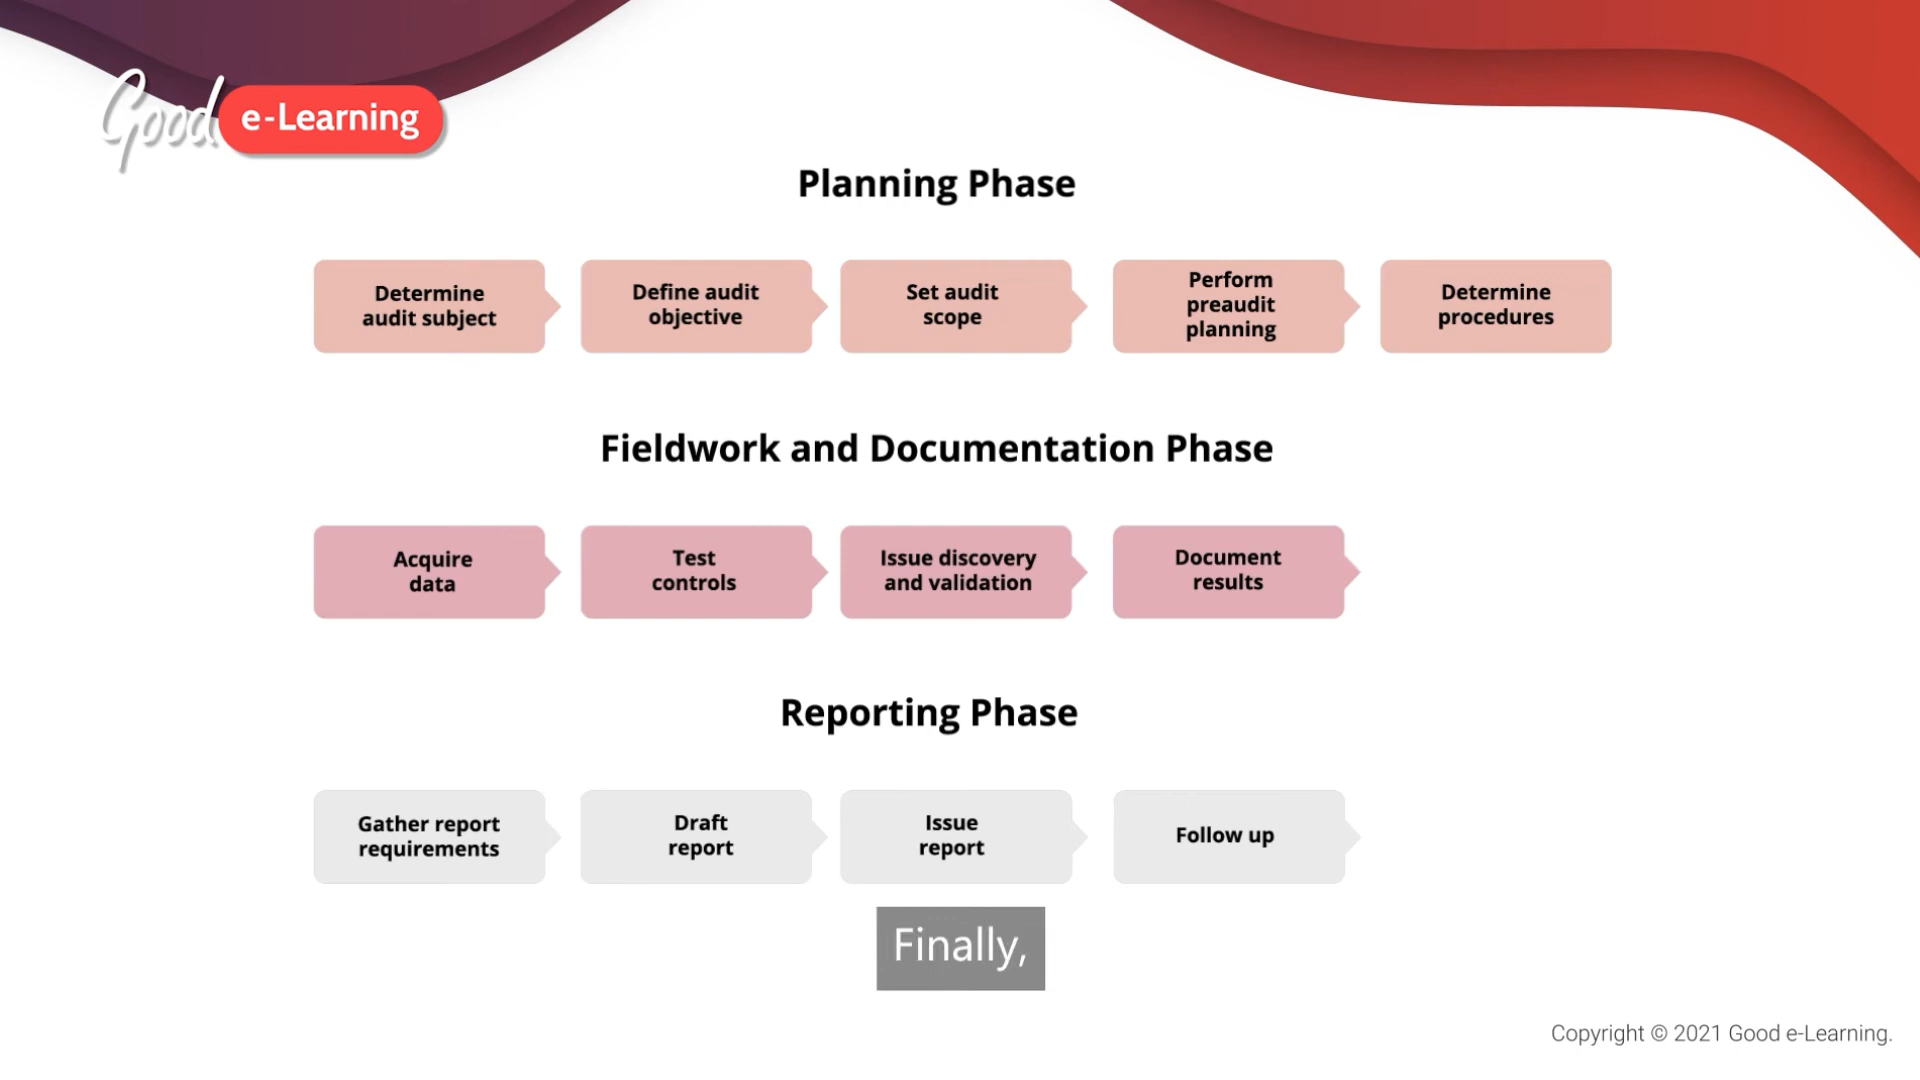 Good e-Learning
Planning Phase
Determine
audit subject
Define audit
objective
Set audit
scope
Perform
preaudit
planning
Determine
procedures
Fieldwork and Documentation Phase
Acquire
data
Test
controls
Issue discovery
and validation
Document
results
Reporting Phase
Gather report
requirements
Draft
report
Issue
report
Follow up
Finally,
Copyright © 2021 Good e-Learning.